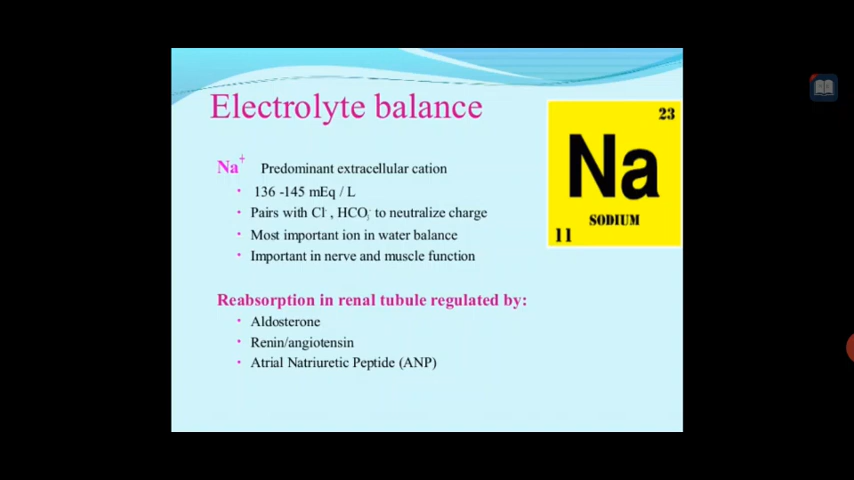 Electrolyte balance
23
Na
SODIUM
11
Na+ Predominant extracellular cation
• 136 -145 mEq / L
• Pairs with Cl- , HCO3- to neutralize charge
• Most important ion in water balance
• Important in nerve and muscle function
Reabsorption in renal tubule regulated by:
• Aldosterone
• Renin/angiotensin
• Atrial Natriuretic Peptide (ANP)